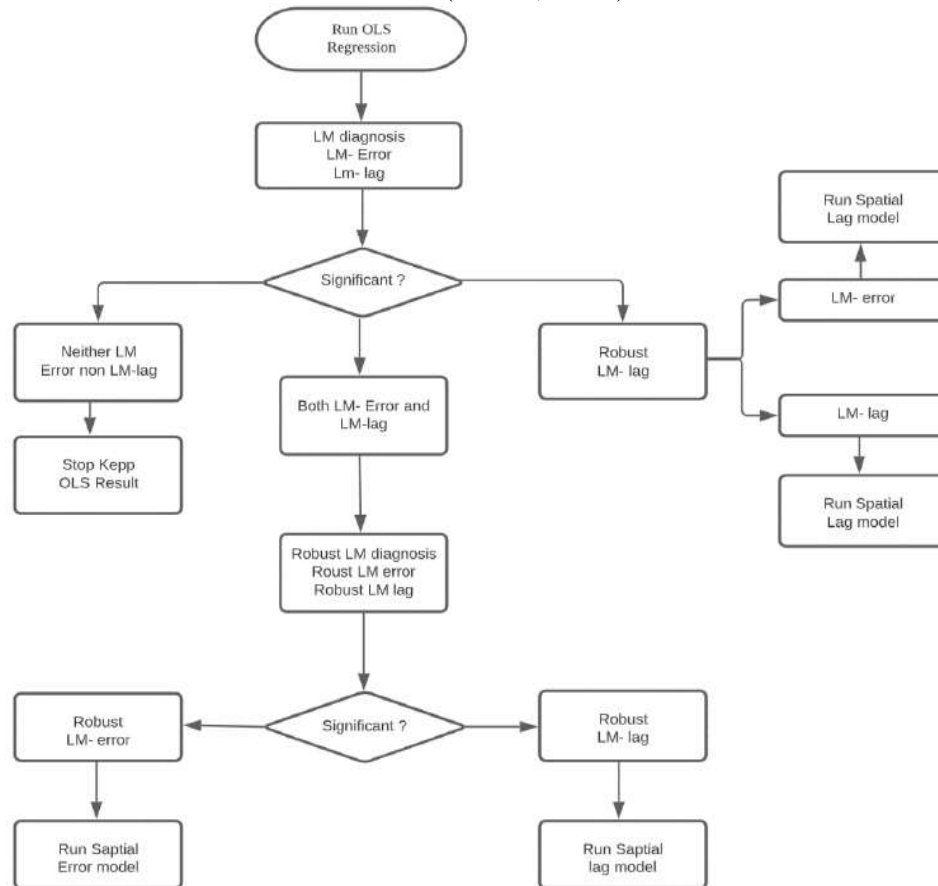 Run OLS
Regression
LM diagnosis
LM- Error
Lm- lag
Significant ?
Neither LM
Error non LM-lag
Stop Kepp
OLS Result
Both LM- Error and
LM-lag
Robust
LM- lag
LM- error
Run Spatial
Lag model
LM- lag
Run Spatial
Lag model
Robust LM diagnosis
Roust LM error
Robust LM lag
Significant ?
Robust
LM- error
Run Saptial
Error model
Robust
LM- lag
Run Saptial
lag model